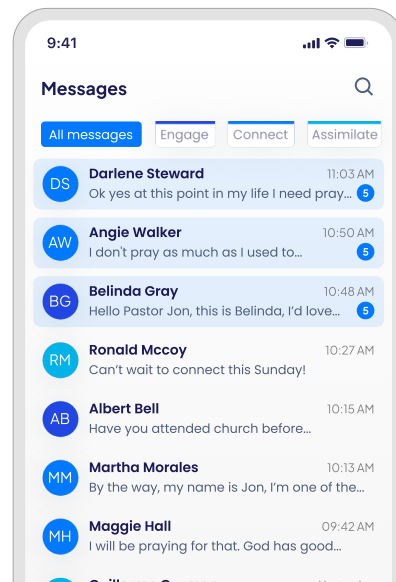 9:41
Messages
All messages
Engage
Connect
Assimilate
DS
Darlene Steward
11:03 AM
Ok yes at this point in my life I need pray...
5
AW
Angie Walker
10:50 AM
I don't pray as much as I used to...
5
BG
Belinda Gray
10:48 AM
Hello Pastor Jon, this is Belinda, I'd love...
5
RM
Ronald Mccoy
10:27 AM
Can't wait to connect this Sunday!
AB
Albert Bell
10:15 AM
Have you attended church before...
MM
Martha Morales
10:13 AM
By the way, my name is Jon, I'm one of the...
MH
Maggie Hall
09:42 AM
I will be praying for that. God has good...